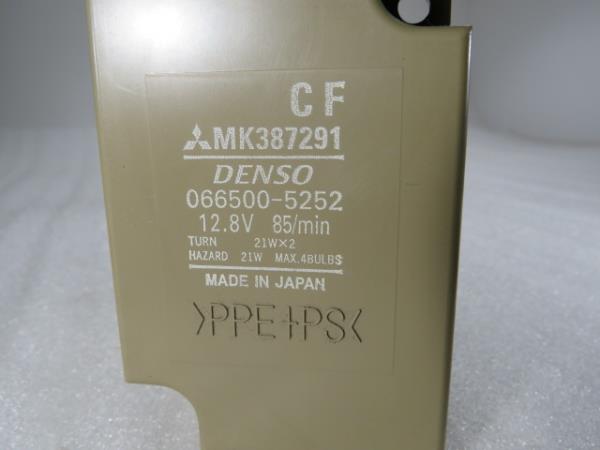 CF
MK387291
DENSO
066500-5252
12.8V 85/min
TURN 21W×2
HAZARD 21W MAX.4BULBS
MADE IN JAPAN
>PPE+PS<